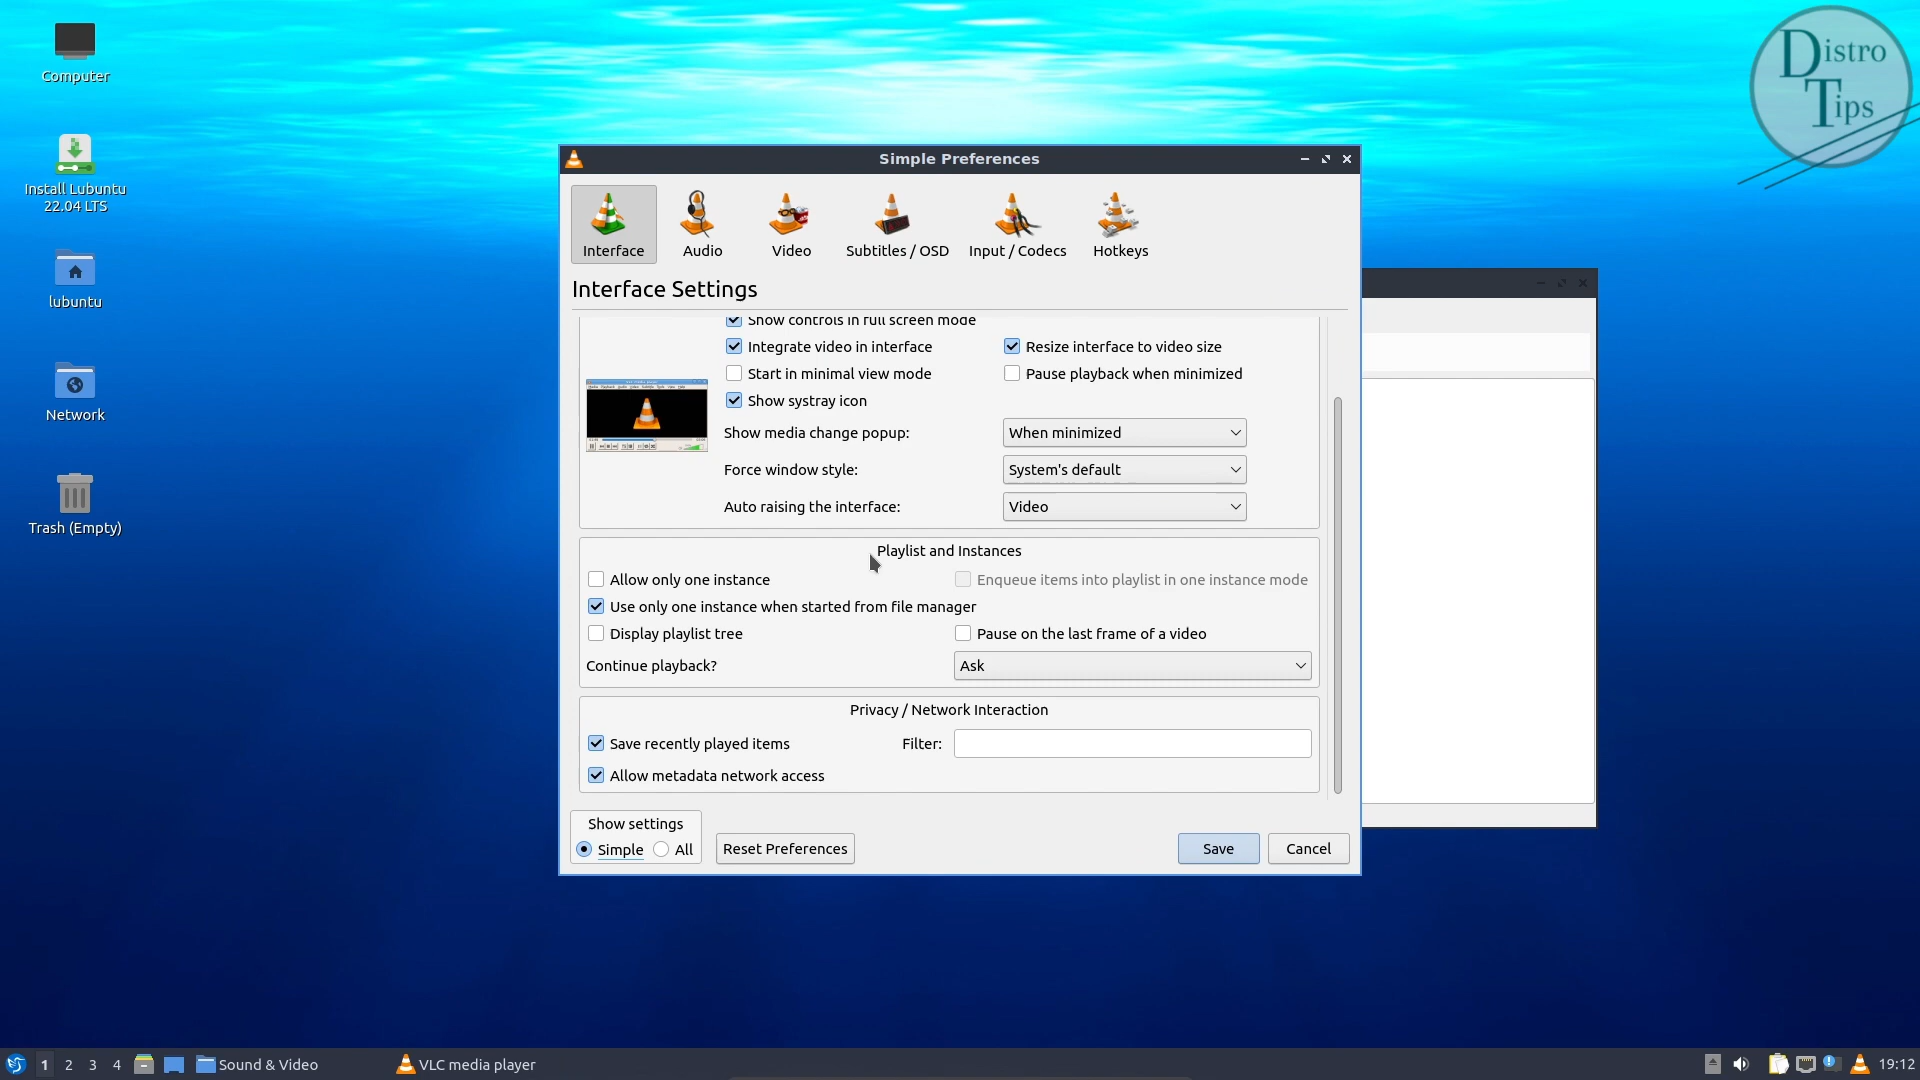 Computer
Install Lubuntu
22.04 LTS
lubuntu
Network
Trash (Empty)
Distro
Tips
Simple Preferences
Interface
Audio
Video
Subtitles / OSD
Input / Codecs
Hotkeys
Interface Settings
Show controls in full screen mode
Integrate video in interface
Resize interface to video size
Start in minimal view mode
Pause playback when minimized
Show systray icon
Show media change popup:
When minimized
Force window style:
System's default
Auto raising the interface:
Video
Playlist and Instances
Allow only one instance
Enqueue items into playlist in one instance mode
Use only one instance when started from file manager
Display playlist tree
Pause on the last frame of a video
Continue playback?
Ask
Privacy / Network Interaction
Save recently played items
Filter:
Allow metadata network access
Show settings
Simple
All
Reset Preferences
Save
Cancel
1 2 3 4
Sound & Video
VLC media player
19:12